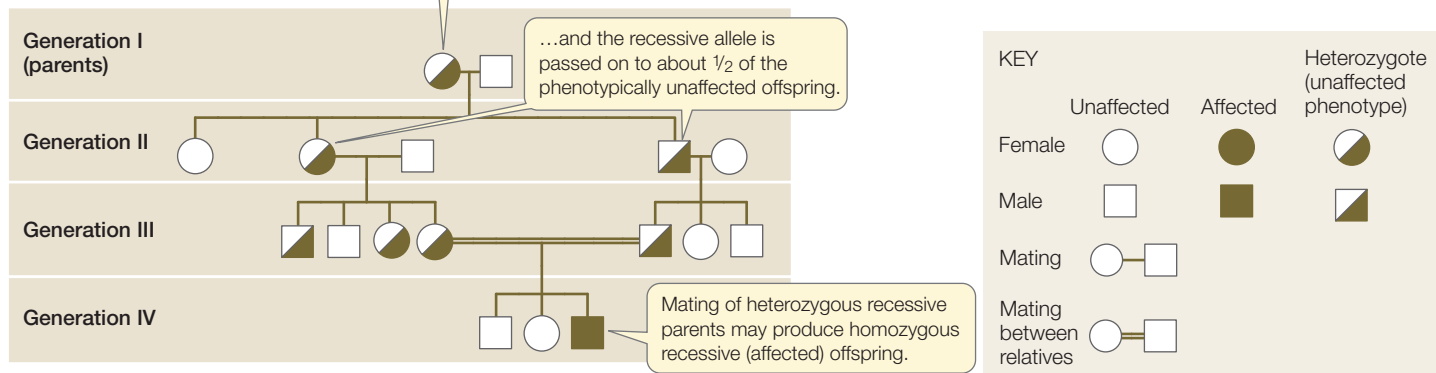 Generation I
(parents)
…and the recessive allele is
passed on to about 1/2 of the
phenotypically unaffected offspring.
Generation II
Generation III
Generation IV
Mating of heterozygous recessive
parents may produce homozygous
recessive (affected) offspring.
KEY
Heterozygote
(unaffected
phenotype)
Unaffected
Affected
Female
Male
Mating
Mating
between
relatives